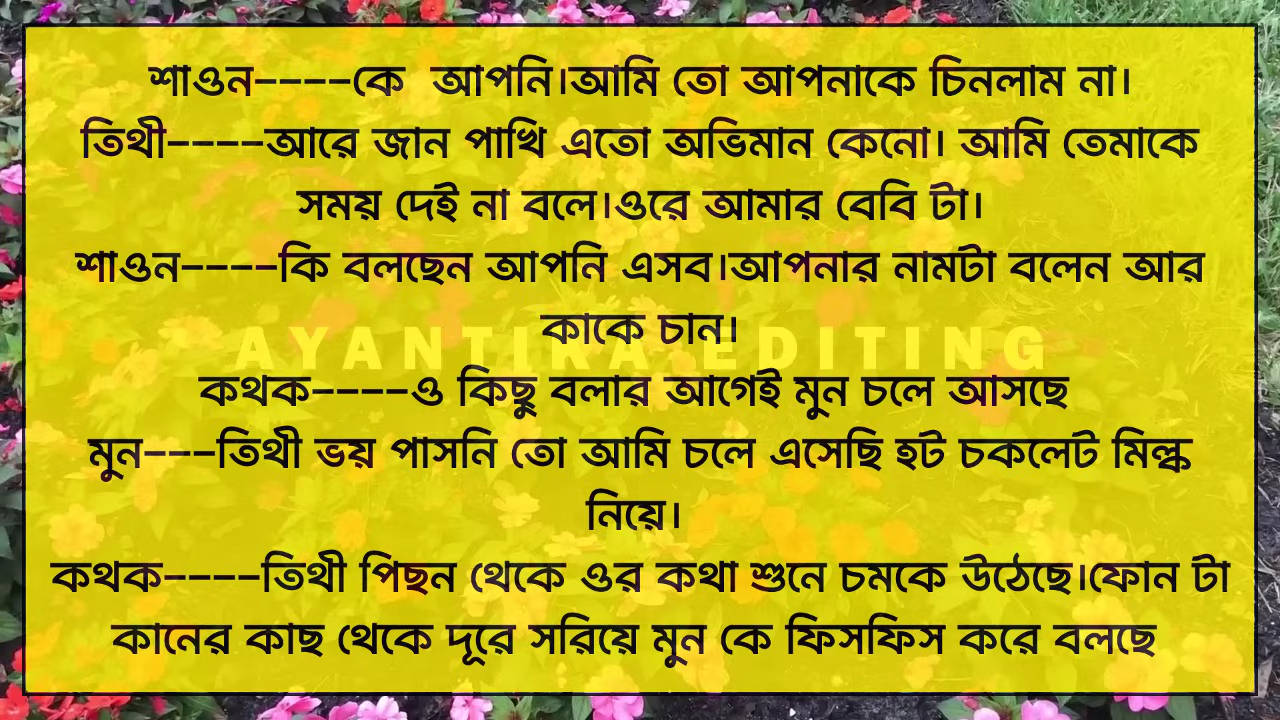 শাওন----কে  আপনি।আমি তো আপনাকে চিনলাম না।
তিথী----আরে জান পাখি এতো অভিমান কেনো। আমি তেমাকে
সময় দেই না বলে।ওরে আমার বেবি টা।
শাওন----কি বলছেন আপনি এসব।আপনার নামটা বলেন আর
কাকে চান।
AYANTIKA EDITING
কথক----ও কিছু বলার আগেই মুন চলে আসছে
মুন---তিথী ভয় পাসনি তো আমি চলে এসেছি হট চকলেট মিল্ক
নিয়ে।
কথক----তিথী পিছন থেকে ওর কথা শুনে চমকে উঠেছে।ফোন টা
কানের কাছ থেকে দূরে সরিয়ে মুন কে ফিসফিস করে বলছে